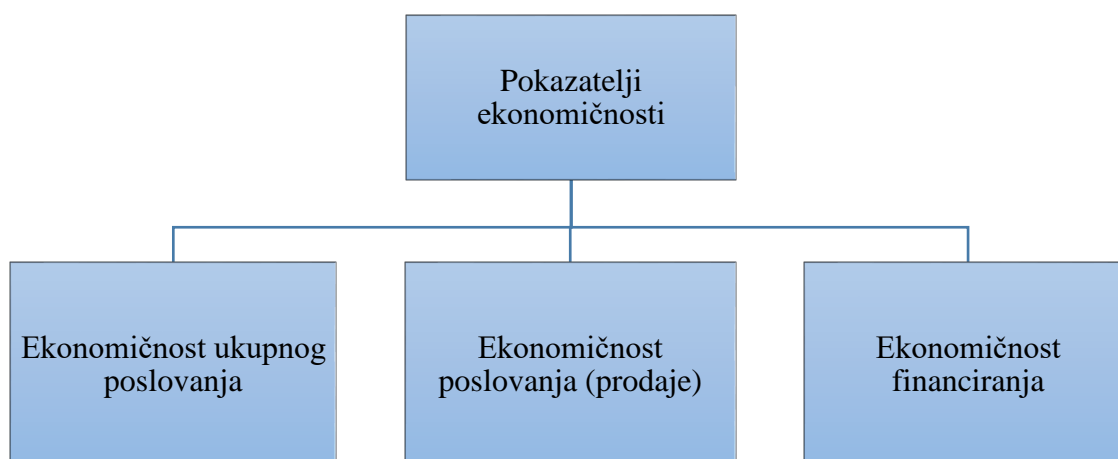 Pokazatelji
ekonomičnosti
Ekonomičnost ukupnog
poslovanja
Ekonomičnost
poslovanja (prodaje)
Ekonomičnost
financiranja